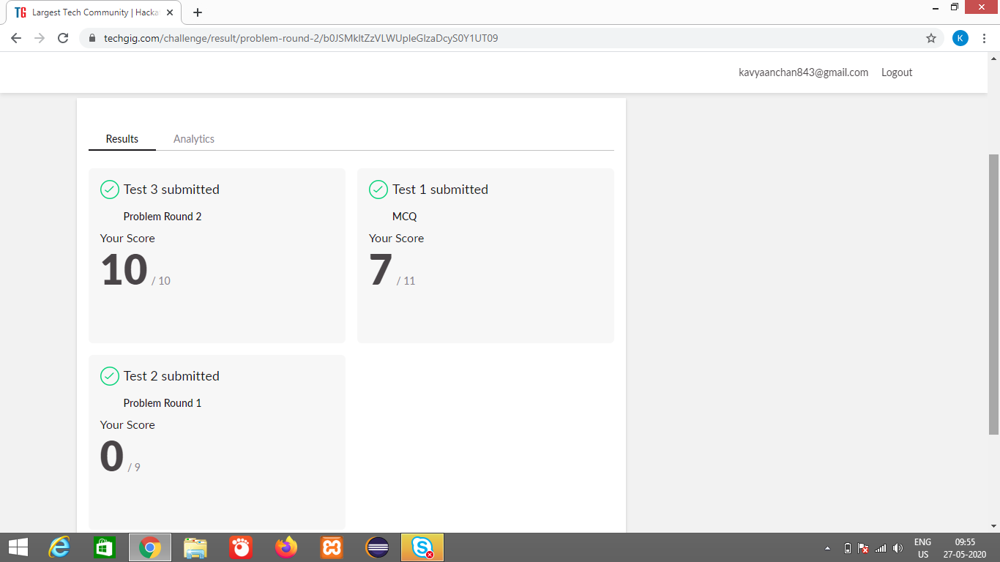 TG Largest Tech Community | Hacka
techgig.com/challenge/result/problem-round-2/b0JSMkltZzVLWUpleGlzaDcyS0Y1UT09
K
kavyaanchan843@gmail.com Logout
Results Analytics
Test 3 submitted
Problem Round 2
Your Score
10 / 10
Test 1 submitted
MCQ
Your Score
7 / 11
Test 2 submitted
Problem Round 1
Your Score
0 / 9
ENG
US
09:55
27-05-2020